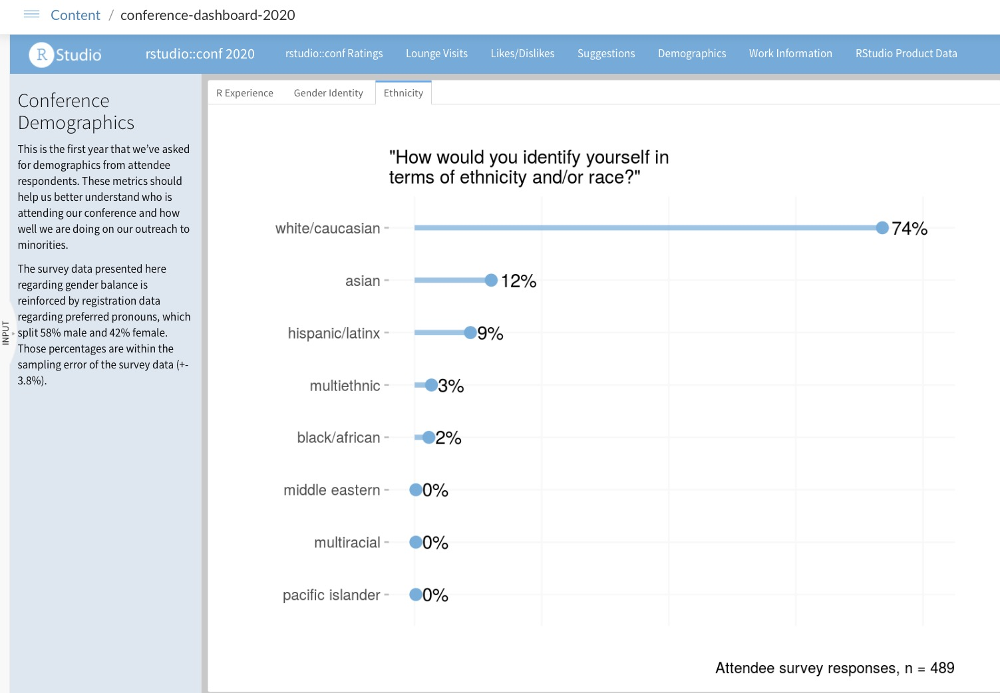 Content / conference-dashboard-2020
R Studio
rstudio::conf 2020
rstudio::conf Ratings
Lounge Visits
Likes/Dislikes
Suggestions
Demographics
Work Information
RStudio Product Data
INPUT
Conference
Demographics
This is the first year that we've asked
for demographics from attendee
respondents. These metrics should
help us better understand who is
attending our conference and how
well we are doing on our outreach to
minorities.
The survey data presented here
regarding gender balance is
reinforced by registration data
regarding preferred pronouns, which
split 58% male and 42% female.
Those percentages are within the
sampling error of the survey data (+-
3.8%).
R Experience
Gender Identity
Ethnicity
"How would you identify yourself in
terms of ethnicity and/or race?"
white/caucasian 74%
asian 12%
hispanic/latinx 9%
multiethnic 3%
black/african 2%
middle eastern 0%
multiracial 0%
pacific islander 0%
Attendee survey responses, n = 489